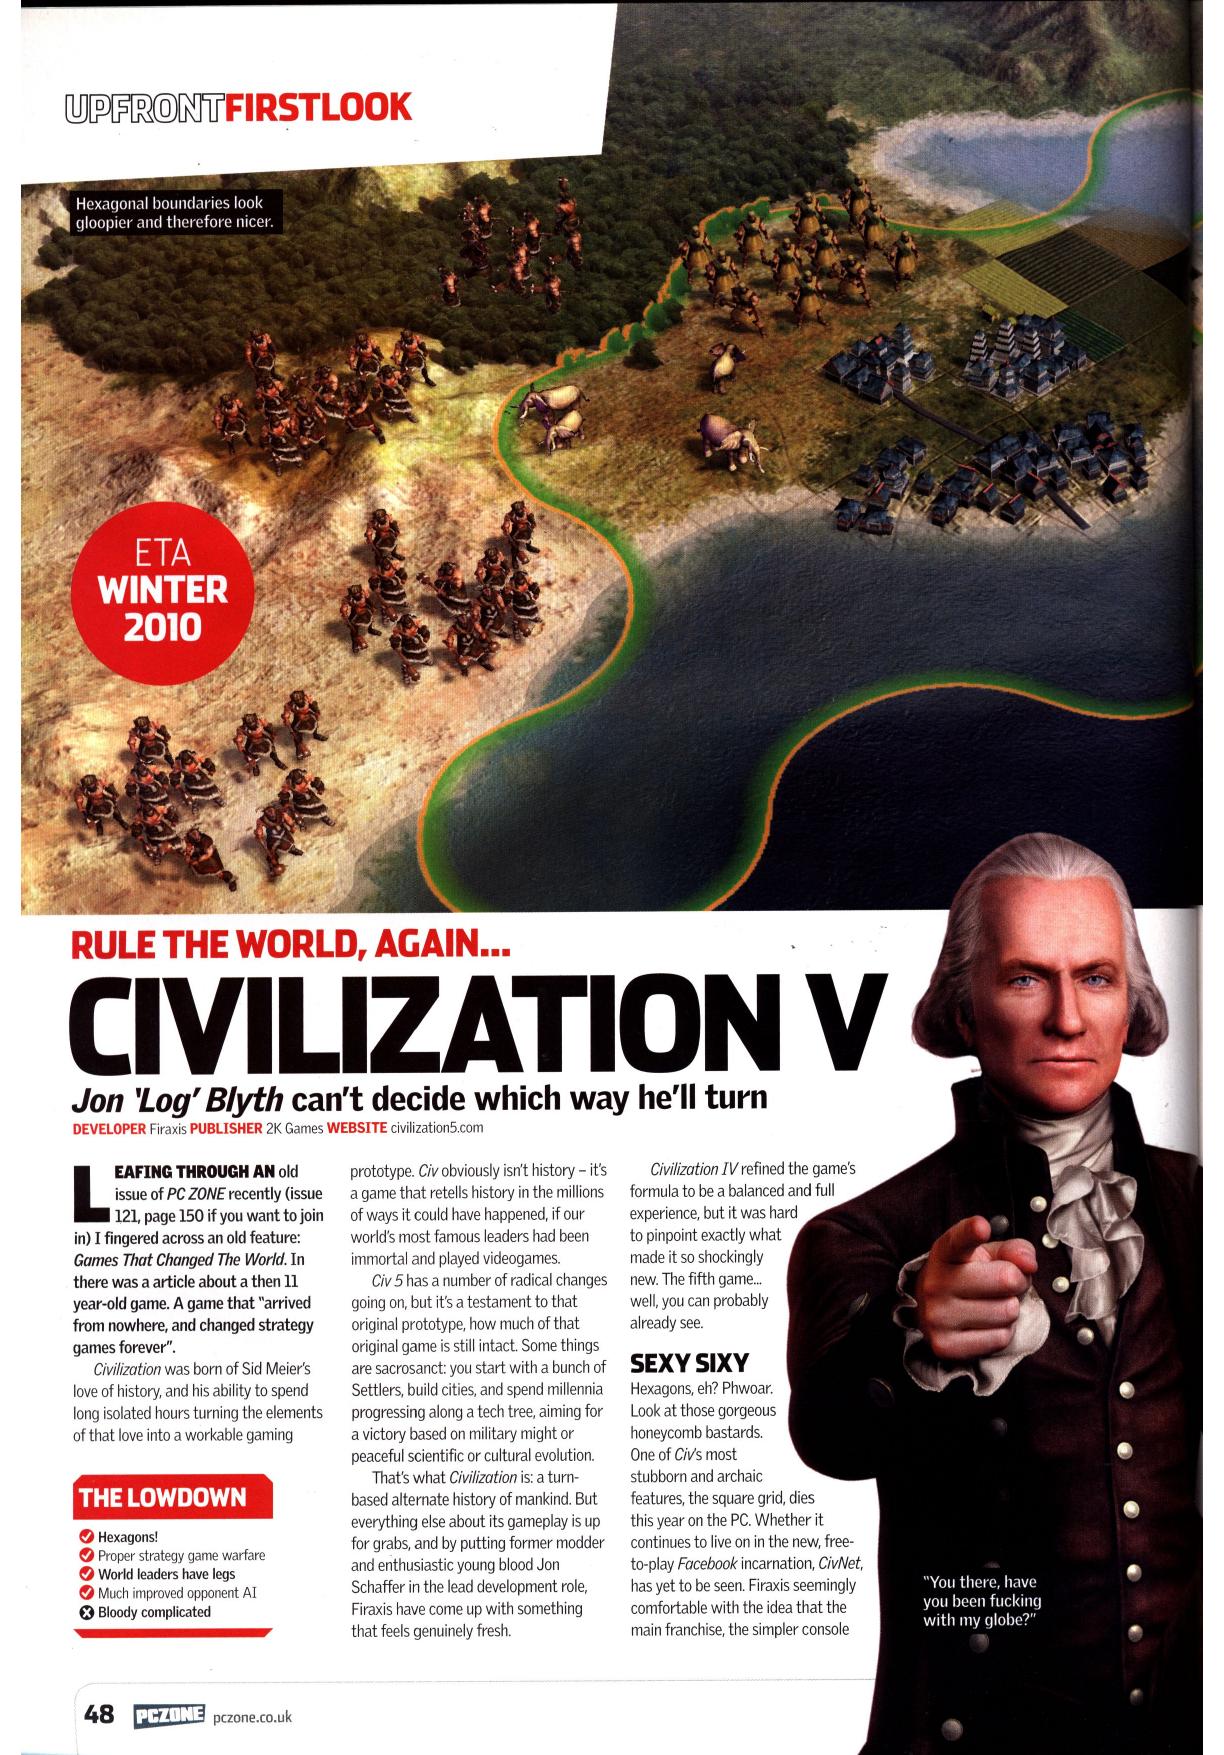 UPFRONTFIRSTLOOK
Hexagonal boundaries look
gloopier and therefore nicer.
ETA
WINTER
2010
RULE THE WORLD, AGAIN...
CIVILIZATION V
Jon 'Log' Blyth can't decide which way he'll turn
DEVELOPER Firaxis PUBLISHER 2K Games WEBSITE civilization5.com
LEAFING THROUGH AN old
issue of PC ZONE recently (issue
121, page 150 if you want to join
in) I fingered across an old feature:
Games That Changed The World. In
there was a article about a then 11
year-old game. A game that "arrived
from nowhere, and changed strategy
games forever".
Civilization was born of Sid Meier's
love of history, and his ability to spend
long isolated hours turning the elements
of that love into a workable gaming
THE LOWDOWN
Hexagons!
Proper strategy game warfare
World leaders have legs
Much improved opponent AI
Bloody complicated
prototype. Civ obviously isn't history – it's
a game that retells history in the millions
of ways it could have happened, if our
world's most famous leaders had been
immortal and played videogames.
Civ 5 has a number of radical changes
going on, but it's a testament to that
original prototype, how much of that
original game is still intact. Some things
are sacrosanct: you start with a bunch of
Settlers, build cities, and spend millennia
progressing along a tech tree, aiming for
a victory based on military might or
peaceful scientific or cultural evolution.
That's what Civilization is: a turn-
based alternate history of mankind. But
everything else about its gameplay is up
for grabs, and by putting former modder
and enthusiastic young blood Jon
Schaffer in the lead development role,
Firaxis have come up with something
that feels genuinely fresh.
Civilization IV refined the game's
formula to be a balanced and full
experience, but it was hard
to pinpoint exactly what
made it so shockingly
new. The fifth game...
well, you can probably
already see.
SEXY SIXY
Hexagons, eh? Phwoar.
Look at those gorgeous
honeycomb bastards.
One of Civ's most
stubborn and archaic
features, the square grid, dies
this year on the PC. Whether it
continues to live on in the new, free-
to-play Facebook incarnation, CivNet,
has yet to be seen. Firaxis seemingly
comfortable with the idea that the
main franchise, the simpler console
"You there, have
you been fucking
with my globe?"
48 PCZONE pczone.co.uk